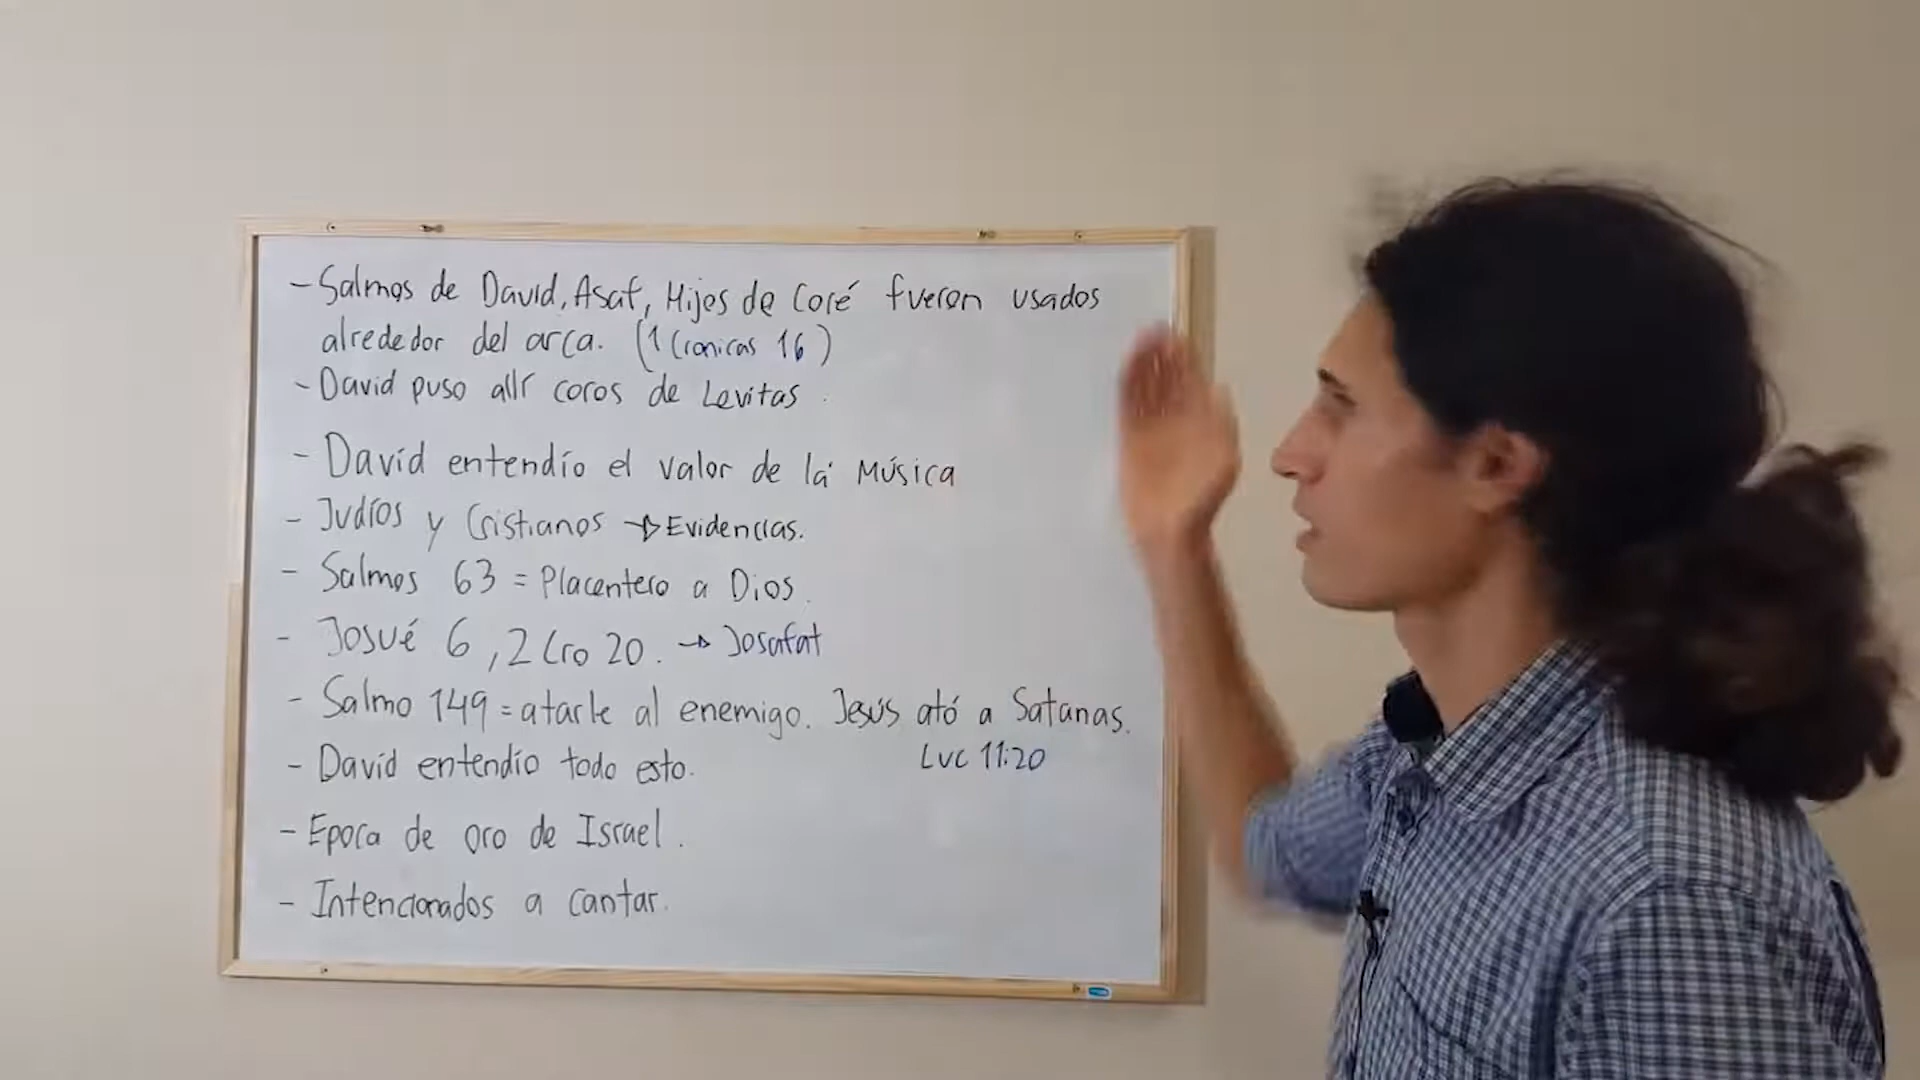 - Salmos de David, Asaf, Hijos de Coré fueron usados
alrededor del arca. (1 Cronicas 16)
- David puso allí coros de Levitas.
- David entendío el valor de la Música
- Judíos y Cristianos → Evidencias.
- Salmos 63 = Placentero a Dios.
- Josué 6, 2 Cro 20. → Josafat
- Salmo 149 = atarle al enemigo. Jesús ató a Satanas.
Luc 11:20
- David entendío todo esto.
- Epoca de oro de Israel.
- Intencionados a cantar.